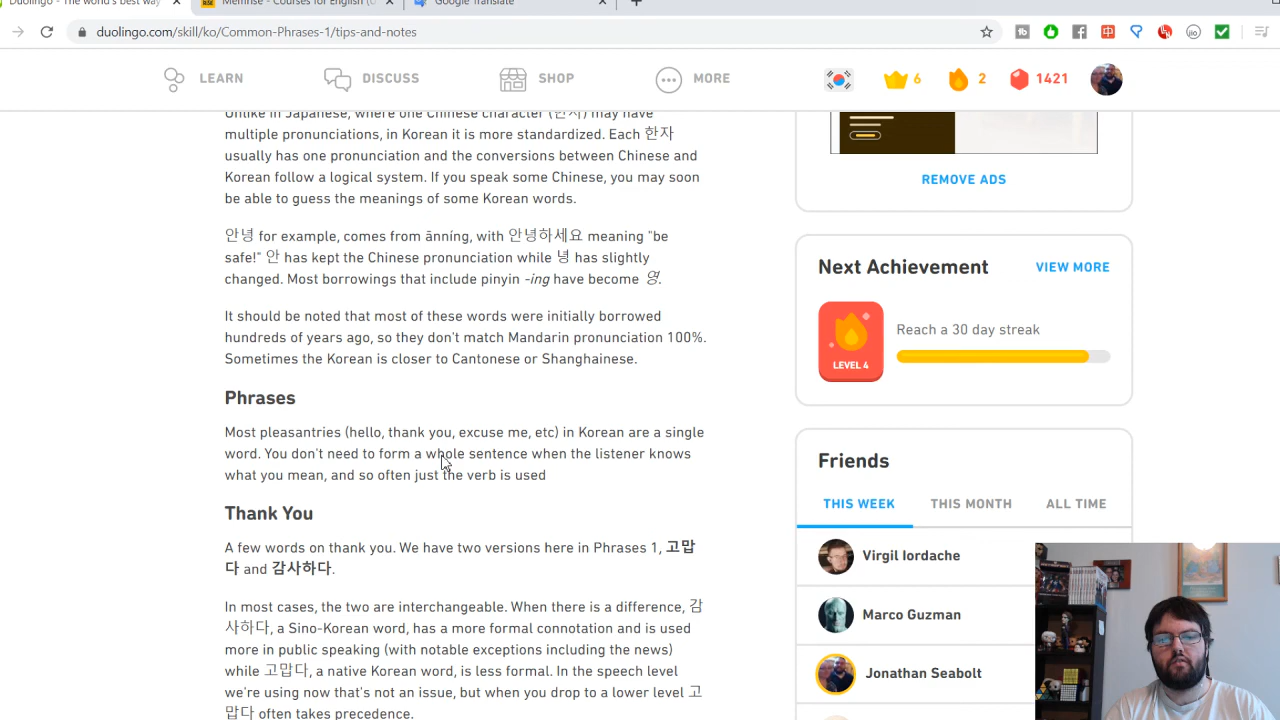 Duolingo - The world's best way
Memrise - Courses for English (
Google Translate
duolingo.com/skill/ko/Common-Phrases-1/tips-and-notes
LEARN
DISCUSS
SHOP
MORE
6
2
1421
Unlike in Japanese, where one Chinese character (한자) may have
multiple pronunciations, in Korean it is more standardized. Each 한자
usually has one pronunciation and the conversions between Chinese and
Korean follow a logical system. If you speak some Chinese, you may soon
be able to guess the meanings of some Korean words.
안녕 for example, comes from ānníng, with 안녕하세요 meaning "be
safe!" 안 has kept the Chinese pronunciation while 녕 has slightly
changed. Most borrowings that include pinyin -ing have become 영.
It should be noted that most of these words were initially borrowed
hundreds of years ago, so they don't match Mandarin pronunciation 100%.
Sometimes the Korean is closer to Cantonese or Shanghainese.
Phrases
Most pleasantries (hello, thank you, excuse me, etc) in Korean are a single
word. You don't need to form a whole sentence when the listener knows
what you mean, and so often just the verb is used
Thank You
A few words on thank you. We have two versions here in Phrases 1, 고맙
다 and 감사하다.
In most cases, the two are interchangeable. When there is a difference, 감
사하다, a Sino-Korean word, has a more formal connotation and is used
more in public speaking (with notable exceptions including the news)
while 고맙다, a native Korean word, is less formal. In the speech level
we're using now that's not an issue, but when you drop to a lower level 고
맙다 often takes precedence.
REMOVE ADS
Next Achievement
VIEW MORE
LEVEL 4
Reach a 30 day streak
Friends
THIS WEEK
THIS MONTH
ALL TIME
Virgil Iordache
Marco Guzman
Jonathan Seabolt